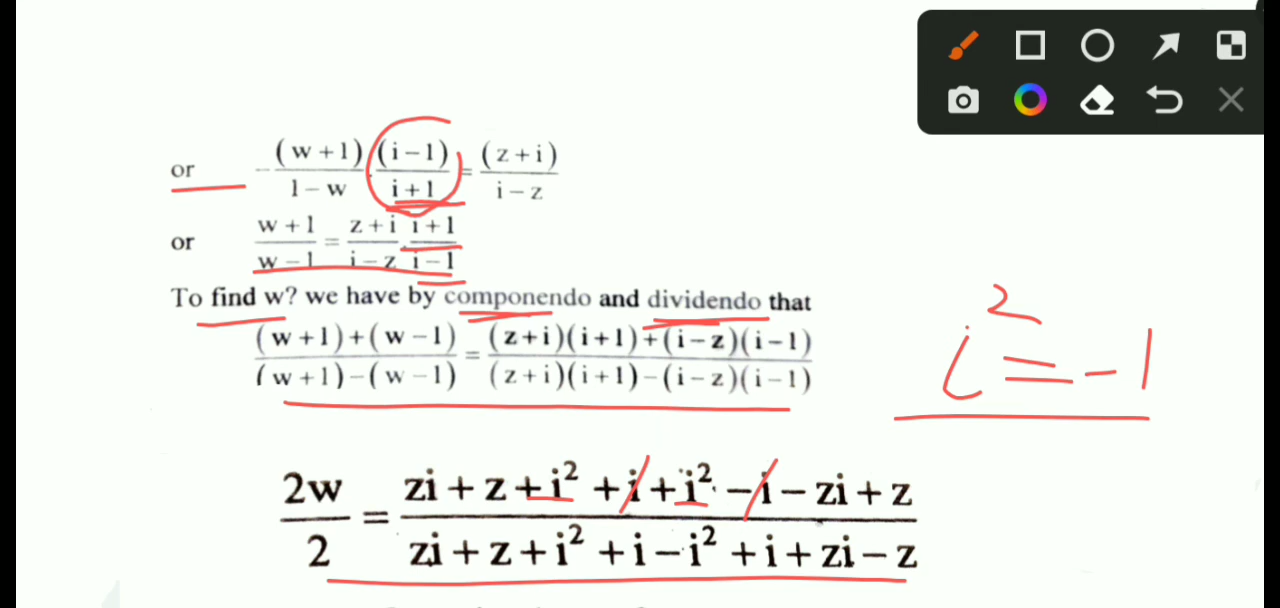 or -(w+1)/(1-w) . (i-1)/(i+1) = (z+i)/(i-z)
or (w+1)/(w-1) = (z+i)/(i-z) . (i+1)/(i-1)
To find w? we have by componendo and dividendo that
((w+1)+(w-1))/((w+1)-(w-1)) = ((z+i)(i+1)+(i-z)(i-1))/((z+i)(i+1)-(i-z)(i-1))
i² = -1
2w/2 = (zi+z+i²+i+i²-i-zi+z)/(zi+z+i²+i-i²+i+zi-z)